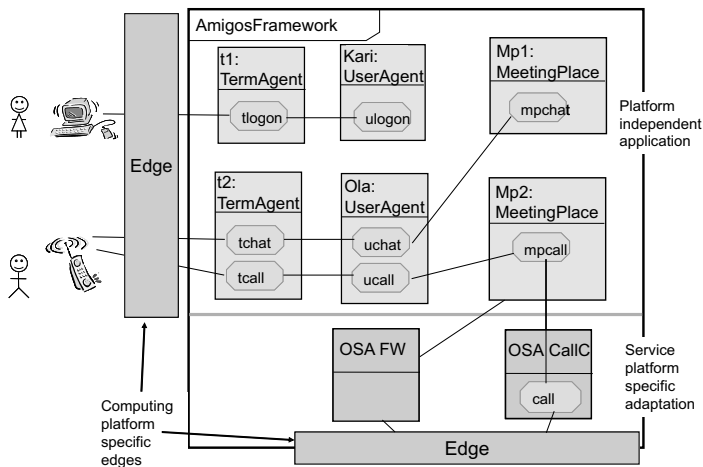 AmigosFramework
t1:
TermAgent
tlogon
Kari:
UserAgent
ulogon
Mp1:
MeetingPlace
mpchat
Platform
independent
application
Edge
t2:
TermAgent
tchat
tcall
Ola:
UserAgent
uchat
ucall
Mp2:
MeetingPlace
mpcall
OSA FW
OSA CallC
call
Service
platform
specific
adaptation
Computing
platform
specific
edges
Edge